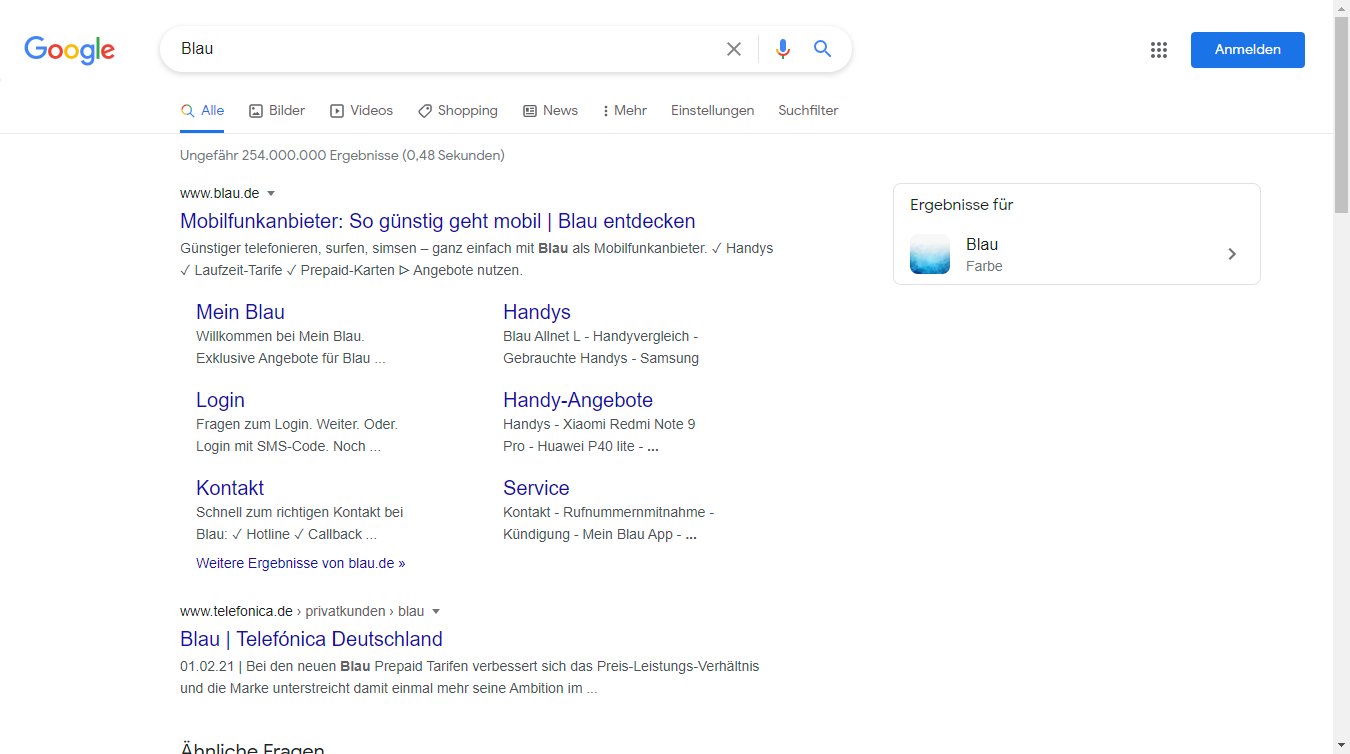 Google
Blau
Anmelden
Alle
Bilder
Videos
Shopping
News
Mehr
Einstellungen
Suchfilter
Ungefähr 254.000.000 Ergebnisse (0,48 Sekunden)
www.blau.de
Mobilfunkanbieter: So günstig geht mobil | Blau entdecken
Günstiger telefonieren, surfen, simsen – ganz einfach mit Blau als Mobilfunkanbieter. ✓ Handys
✓ Laufzeit-Tarife ✓ Prepaid-Karten ᐅ Angebote nutzen.
Mein Blau
Willkommen bei Mein Blau.
Exklusive Angebote für Blau ...
Handys
Blau Allnet L - Handyvergleich -
Gebrauchte Handys - Samsung
Login
Fragen zum Login. Weiter. Oder.
Login mit SMS-Code. Noch ...
Handy-Angebote
Handys - Xiaomi Redmi Note 9
Pro - Huawei P40 lite - ...
Kontakt
Schnell zum richtigen Kontakt bei
Blau: ✓ Hotline ✓ Callback ...
Service
Kontakt - Rufnummernmitnahme -
Kündigung - Mein Blau App - ...
Weitere Ergebnisse von blau.de »
www.telefonica.de › privatkunden › blau
Blau | Telefónica Deutschland
01.02.21 | Bei den neuen Blau Prepaid Tarifen verbessert sich das Preis-Leistungs-Verhältnis
und die Marke unterstreicht damit einmal mehr seine Ambition im ...
Ähnliche Fragen
Ergebnisse für
Blau
Farbe